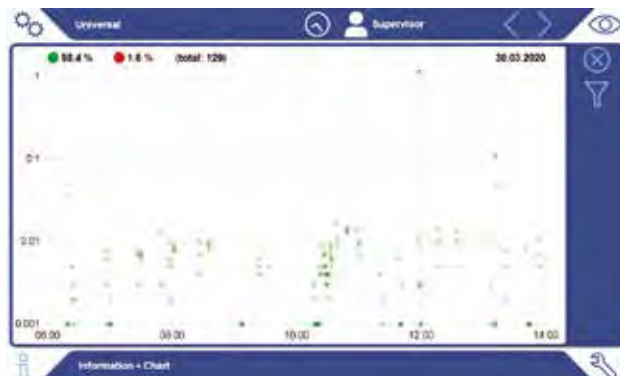 Universal
Supervisor
98.4 % 1.6 % (total: 129) 30.03.2020
1
0.1
0.01
0.001
06:00 08:00 10:00 12:00 14:00
Information - Chart